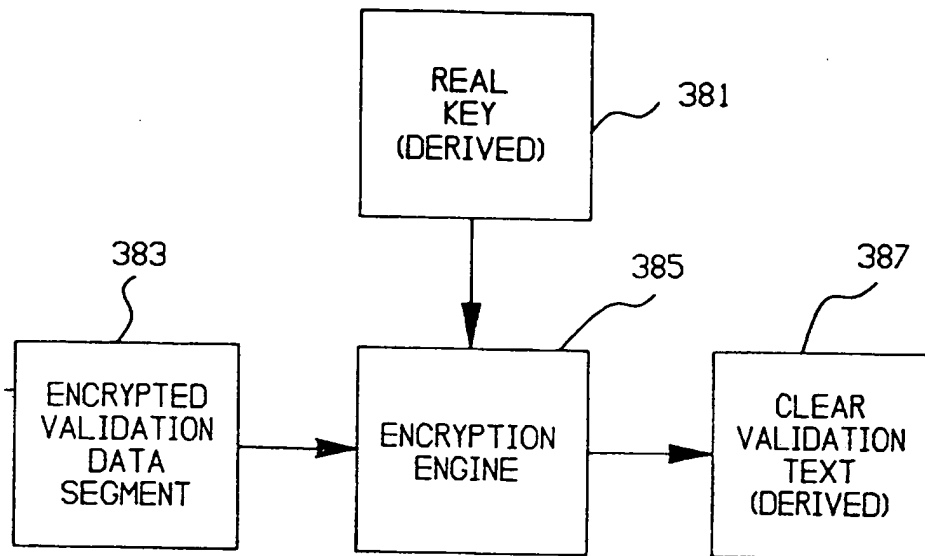 REAL
KEY
(DERIVED)
381
383
385
387
ENCRYPTED
VALIDATION
DATA
SEGMENT
ENCRYPTION
ENGINE
CLEAR
VALIDATION
TEXT
(DERIVED)